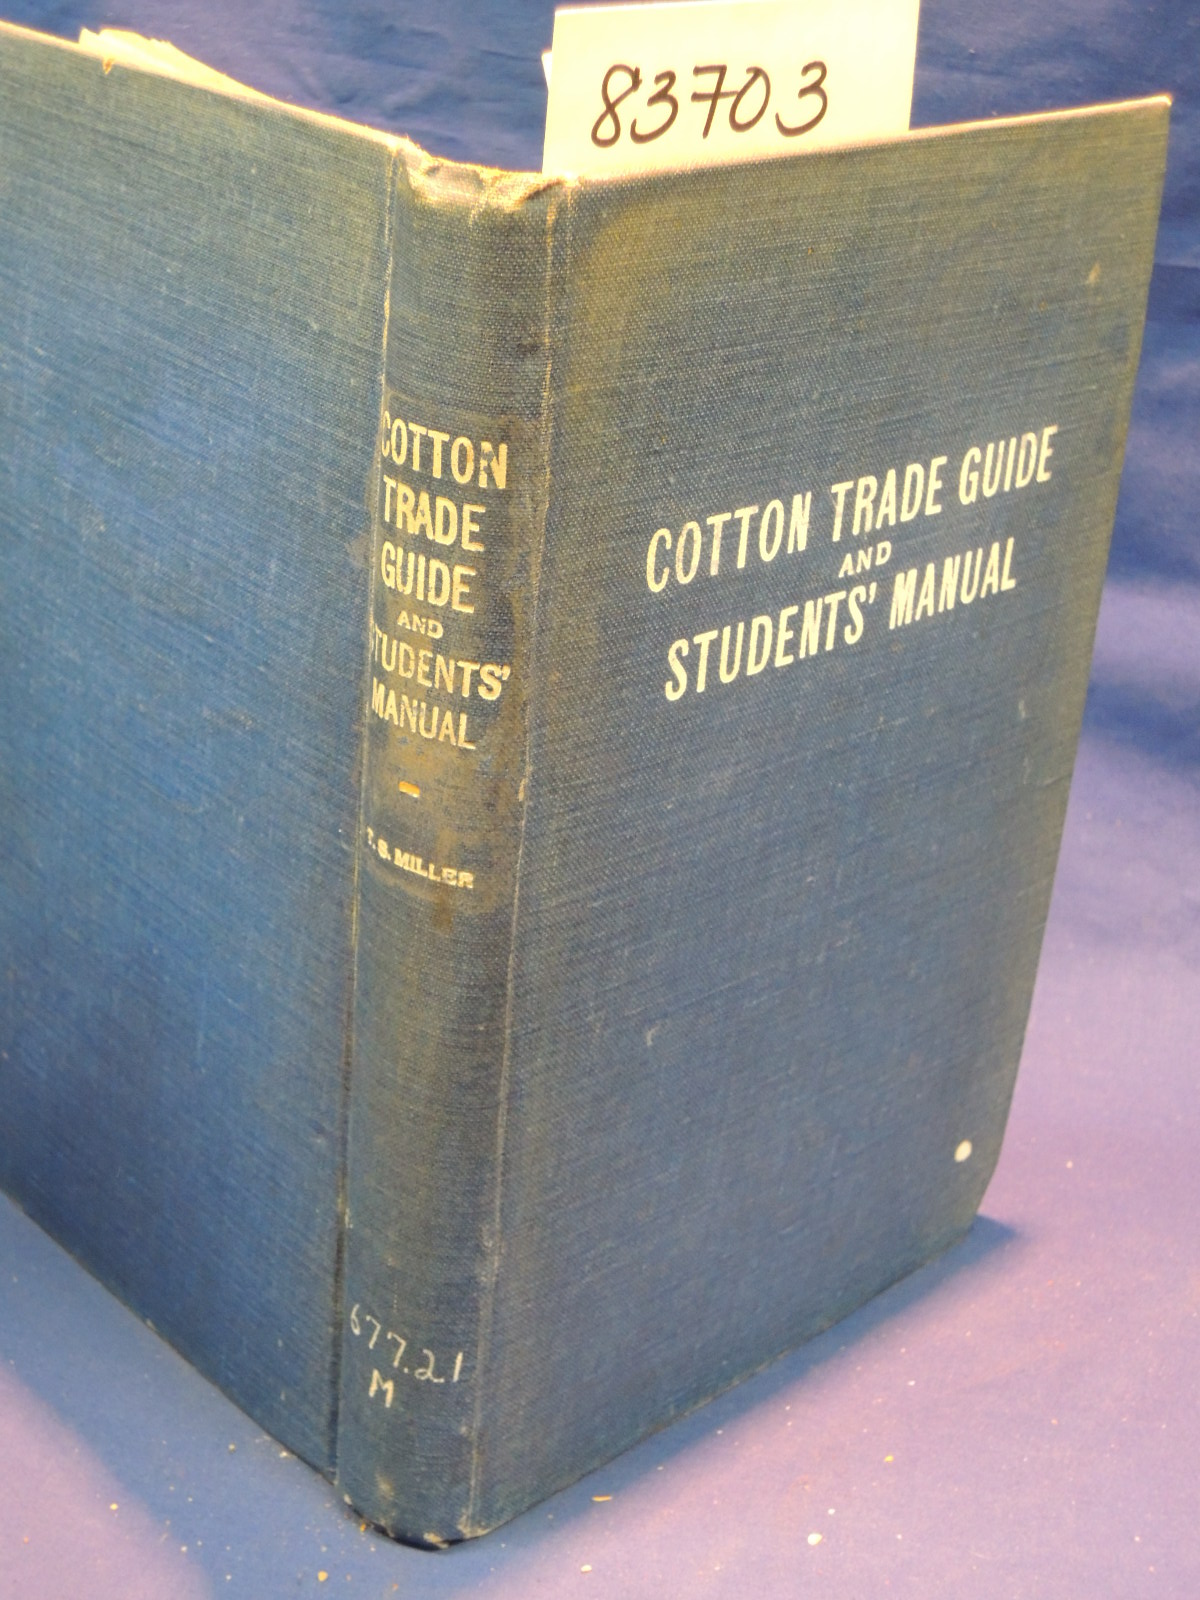 83703
COTTON
TRADE
GUIDE
AND
STUDENTS'
MANUAL
T. S. MILLER
677.21
M
COTTON TRADE GUIDE
AND
STUDENTS' MANUAL